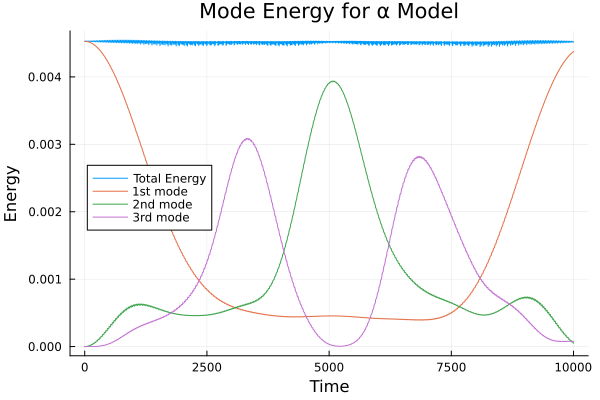 Mode Energy for α Model
Energy
0.004
0.003
0.002
0.001
0.000
Total Energy
1st mode
2nd mode
3rd mode
0
2500
5000
7500
10000
Time